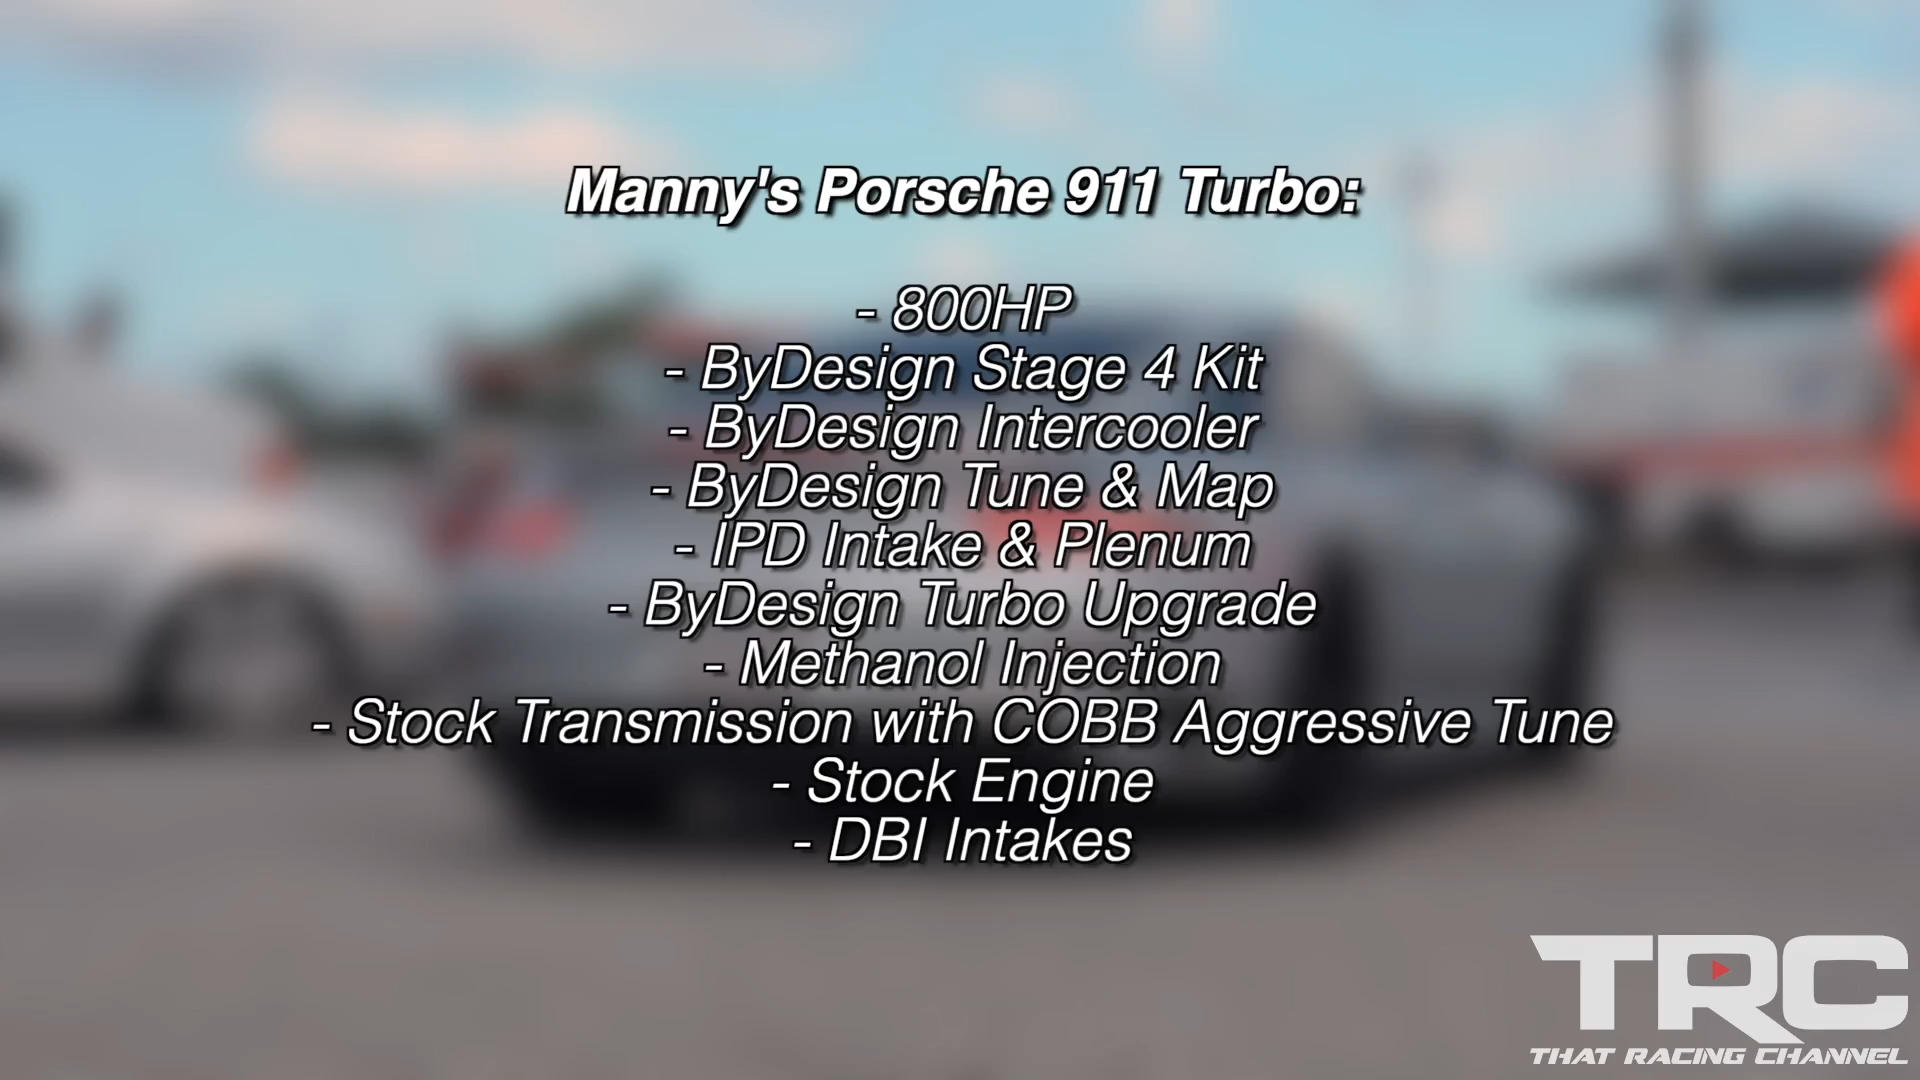 Manny's Porsche 911 Turbo:
- 800HP
- ByDesign Stage 4 Kit
- ByDesign Intercooler
- ByDesign Tune & Map
- IPD Intake & Plenum
- ByDesign Turbo Upgrade
- Methanol Injection
- Stock Transmission with COBB Aggressive Tune
- Stock Engine
- DBI Intakes
TRC
THAT RACING CHANNEL